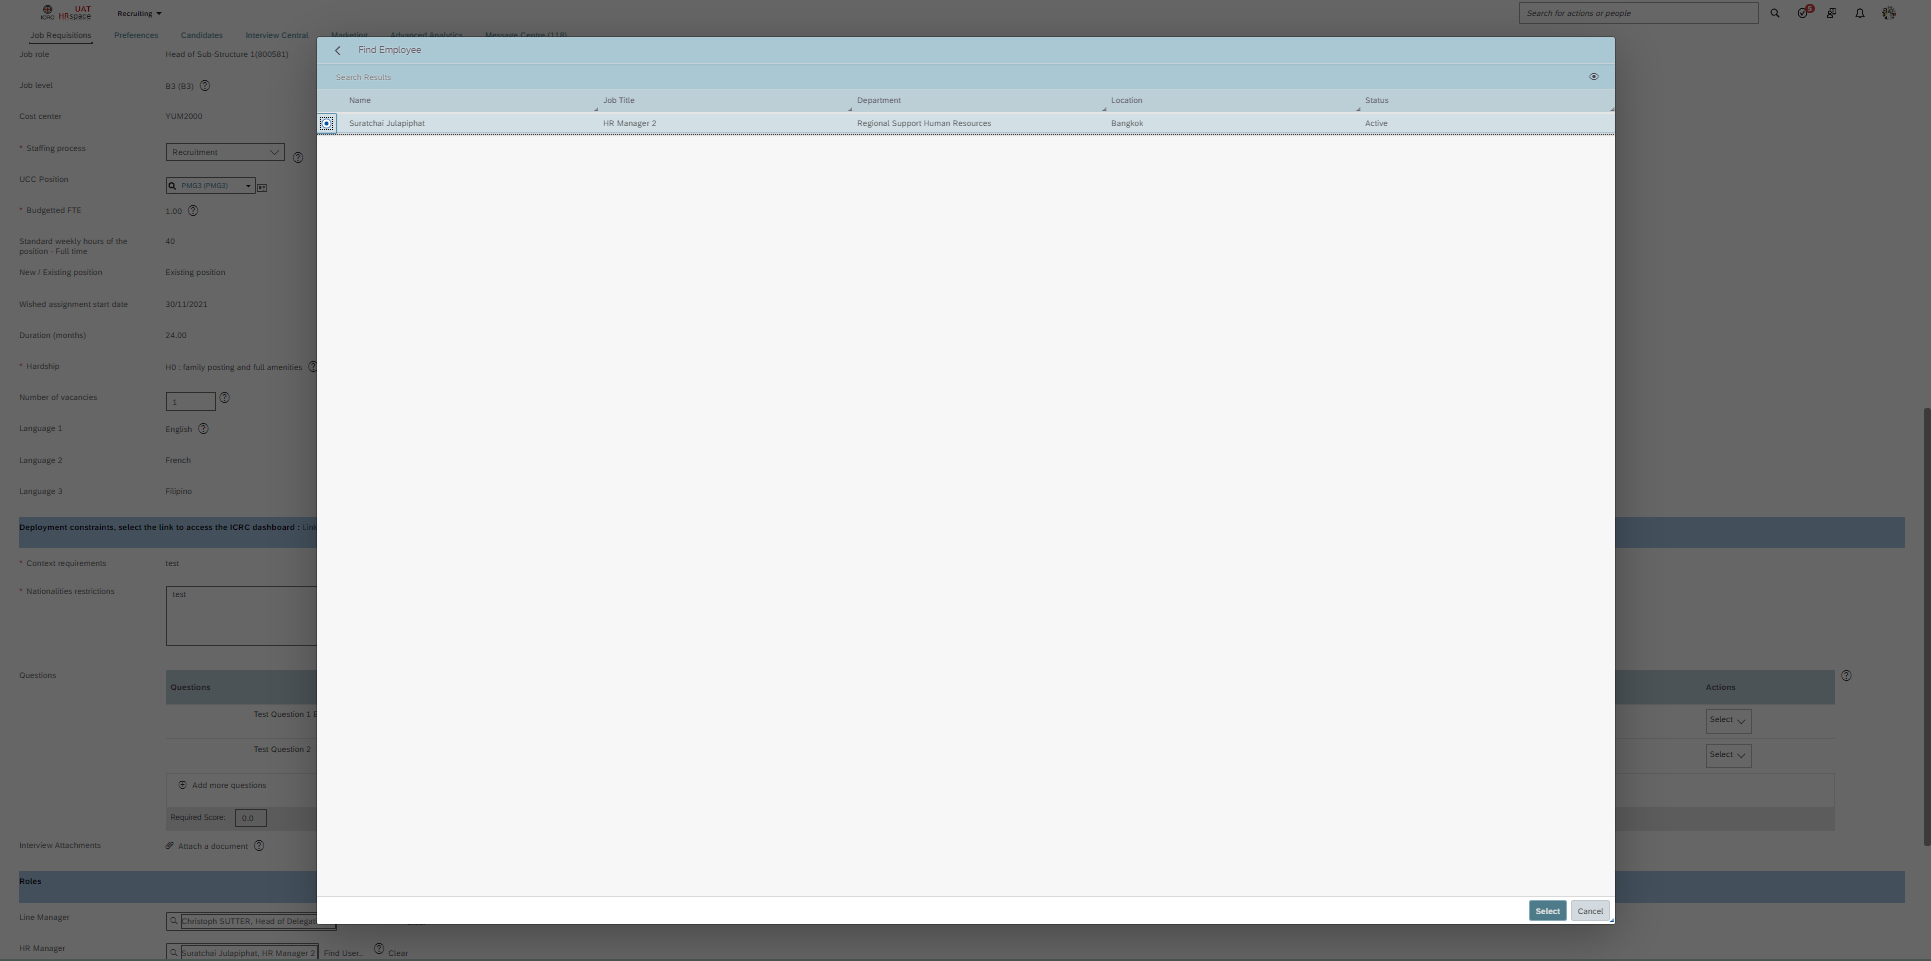 ICRC
UAT
HRspace
Recruiting
Search for actions or people
5
Job Requisitions
Preferences
Candidates
Interview Central
Marketing
Advanced Analytics
Message Centre (118)
Find Employee
Search Results
Name
Job Title
Department
Location
Status
Suratchai Julapiphat
HR Manager 2
Regional Support Human Resources
Bangkok
Active
Job role
Head of Sub-Structure 1(800581)
Job level
B3 (B3)
Cost center
YUM2000
* Staffing process
Recruitment
UCC Position
PMG3 (PMG3)
* Budgetted FTE
1.00
Standard weekly hours of the
position - Full time
40
New / Existing position
Existing position
Wished assignment start date
30/11/2021
Duration (months)
24.00
* Hardship
H0 : family posting and full amenities
Number of vacancies
1
Language 1
English
Language 2
French
Language 3
Filipino
Deployment constraints, select the link to access the ICRC dashboard : Link
* Context requirements
test
* Nationalities restrictions
test
Questions
Questions
Actions
Test Question 1 E
Select
Test Question 2
Select
Add more questions
Required Score:
0.0
Interview Attachments
Attach a document
Roles
Line Manager
Christoph SUTTER, Head of Delegat
HR Manager
Suratchai Julapiphat, HR Manager 2
Find User...
Clear
Select
Cancel